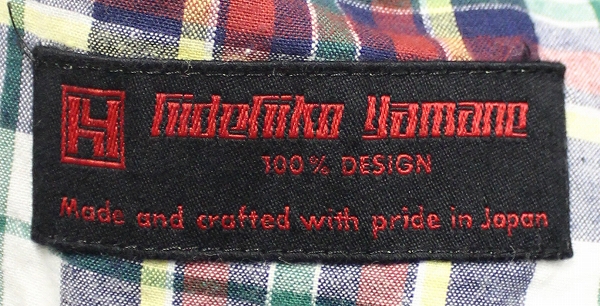 H Hidehiko Yamane
100% DESIGN
Made and crafted with pride in Japan